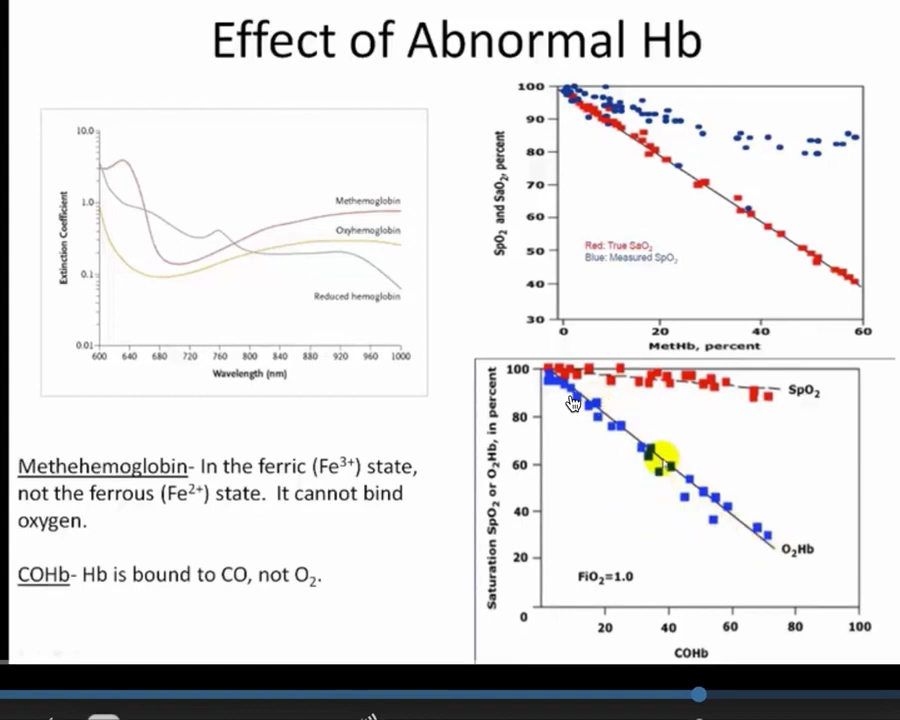 Effect of Abnormal Hb
10.0
1.0
0.1
0.01
Extinction Coefficient
Methemoglobin
Oxyhemoglobin
Reduced hemoglobin
600 640 680 720 760 800 840 880 920 960 1000
Wavelength (nm)
100
90
80
70
60
50
40
30
SpO₂ and SaO₂, percent
Red: True SaO₂
Blue: Measured SpO₂
0 20 40 60
MetHb, percent
Methehemoglobin- In the ferric (Fe³⁺) state,
not the ferrous (Fe²⁺) state. It cannot bind
oxygen.
COHb- Hb is bound to CO, not O₂.
100
80
60
40
20
0
Saturation SpO₂ or O₂Hb, in percent
SpO₂
O₂Hb
FiO₂=1.0
20 40 60 80 100
COHb